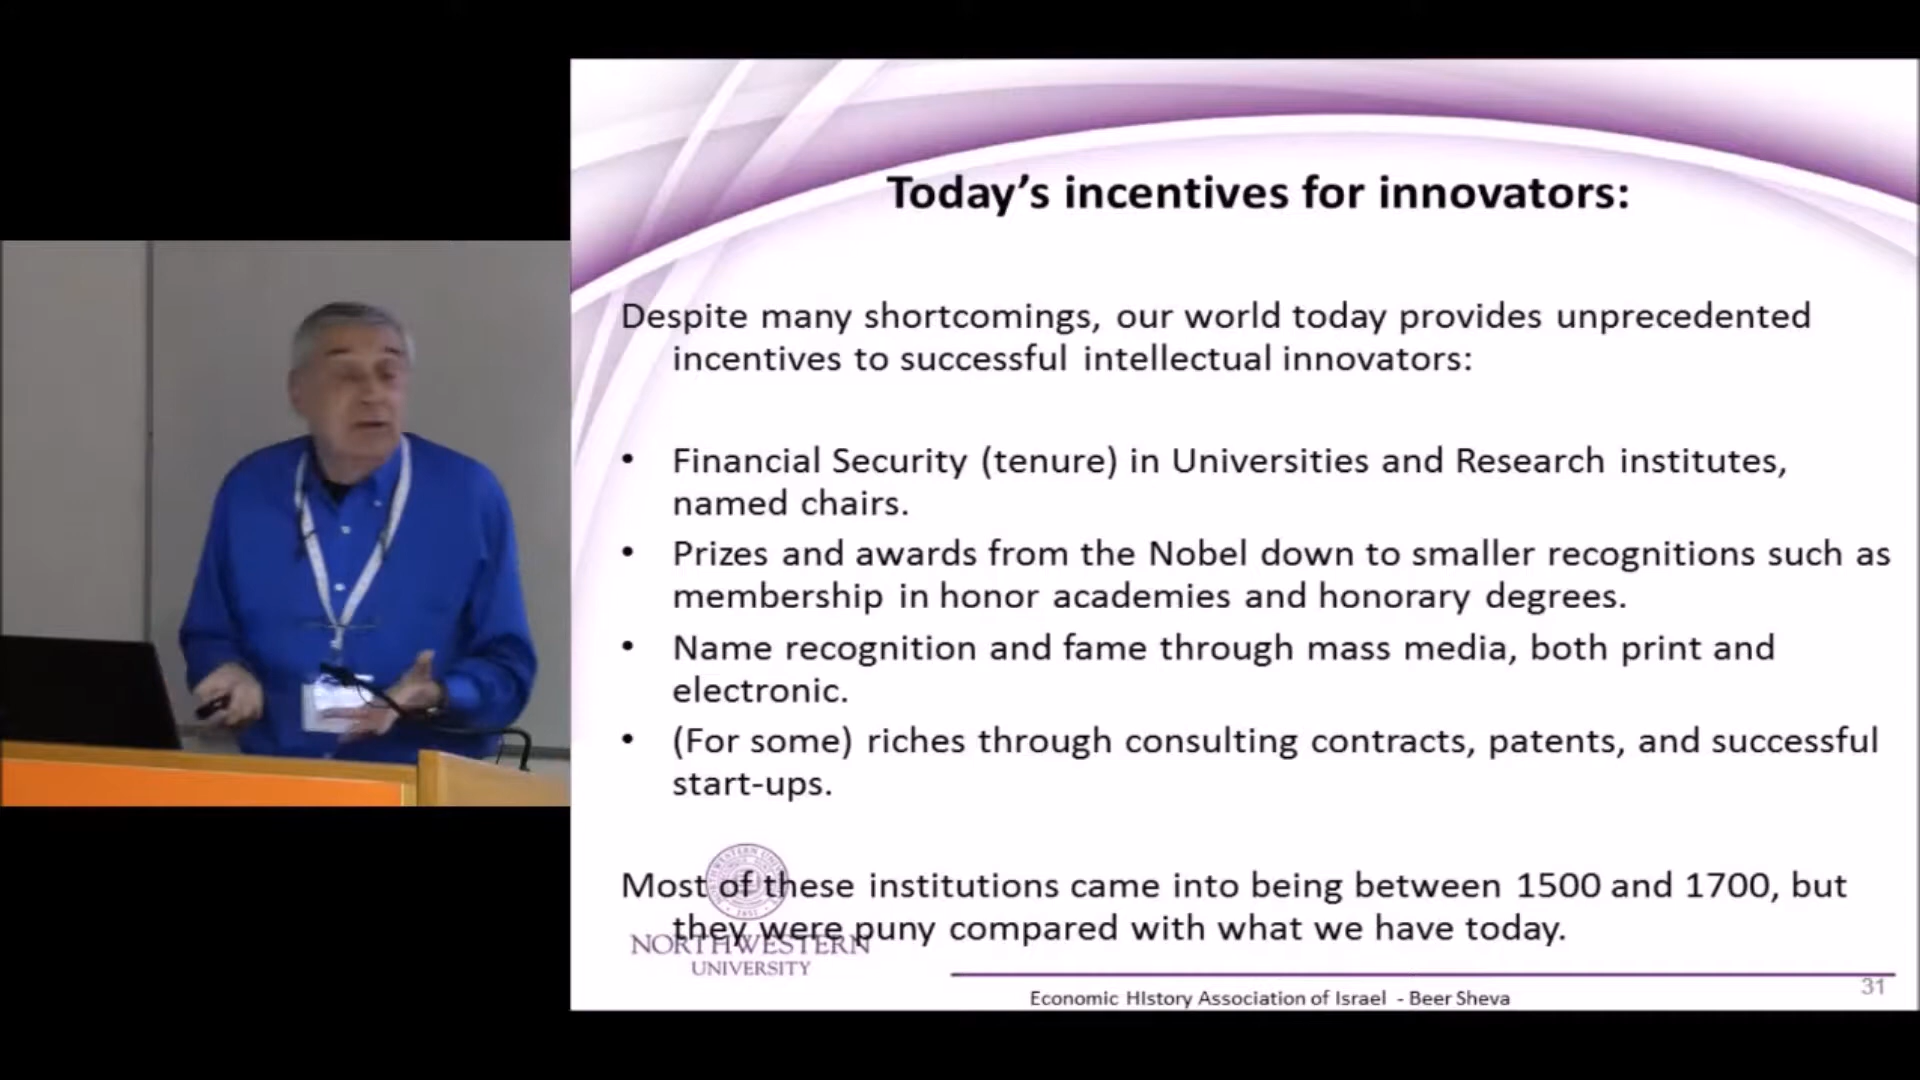 Today's incentives for innovators:
Despite many shortcomings, our world today provides unprecedented
incentives to successful intellectual innovators:
• Financial Security (tenure) in Universities and Research institutes,
named chairs.
• Prizes and awards from the Nobel down to smaller recognitions such as
membership in honor academies and honorary degrees.
• Name recognition and fame through mass media, both print and
electronic.
• (For some) riches through consulting contracts, patents, and successful
start-ups.
Most of these institutions came into being between 1500 and 1700, but
they were puny compared with what we have today.
NORTHWESTERN
UNIVERSITY
Economic HIstory Association of Israel - Beer Sheva
31